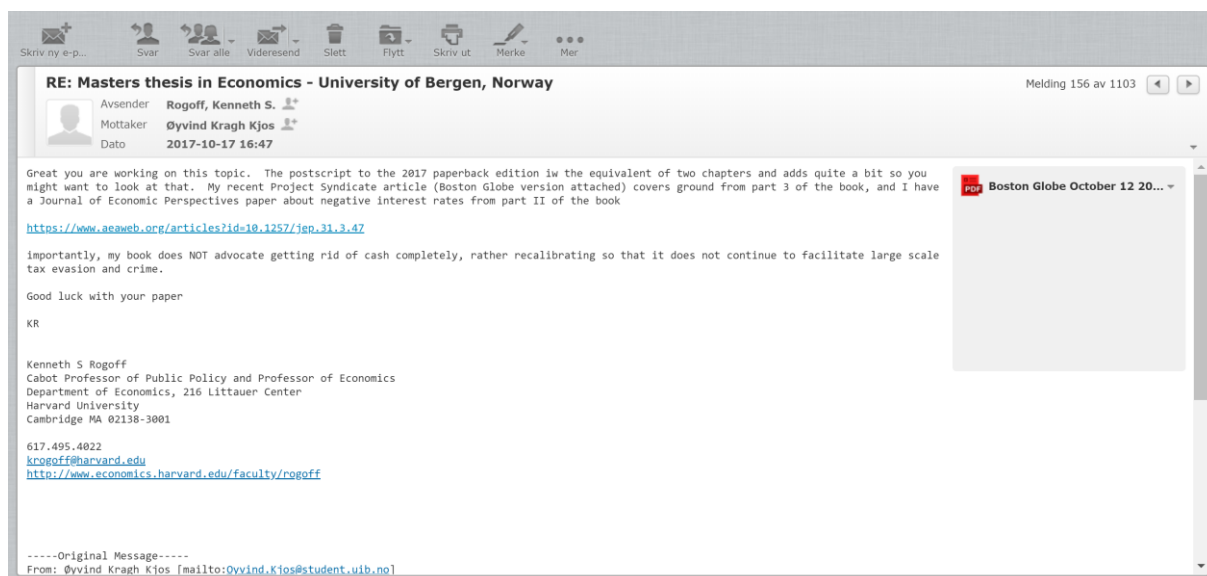 Skriv ny e-p... Svar Svar alle Videresend Slett Flytt Skriv ut Merke Mer
RE: Masters thesis in Economics - University of Bergen, Norway
Melding 156 av 1103
Avsender Rogoff, Kenneth S.
Mottaker Øyvind Kragh Kjos
Dato 2017-10-17 16:47
Great you are working on this topic. The postscript to the 2017 paperback edition iw the equivalent of two chapters and adds quite a bit so you
might want to look at that. My recent Project Syndicate article (Boston Globe version attached) covers ground from part 3 of the book, and I have
a Journal of Economic Perspectives paper about negative interest rates from part II of the book
PDF Boston Globe October 12 20...
https://www.aeaweb.org/articles?id=10.1257/jep.31.3.47
importantly, my book does NOT advocate getting rid of cash completely, rather recalibrating so that it does not continue to facilitate large scale
tax evasion and crime.
Good luck with your paper
KR
Kenneth S Rogoff
Cabot Professor of Public Policy and Professor of Economics
Department of Economics, 216 Littauer Center
Harvard University
Cambridge MA 02138-3001
617.495.4022
krogoff@harvard.edu
http://www.economics.harvard.edu/faculty/rogoff
-----Original Message-----
From: Øyvind Kragh Kjos [mailto:Oyvind.Kjos@student.uib.no]